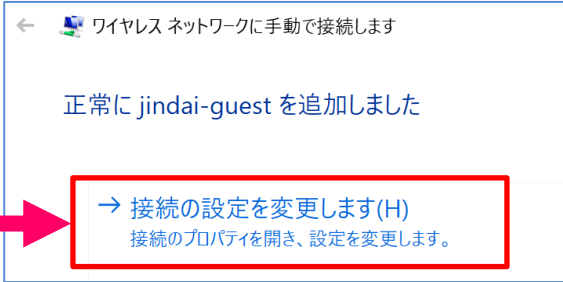 ワイヤレス ネットワークに手動で接続します
正常に jindai-guest を追加しました
接続の設定を変更します(H)
接続のプロパティを開き、設定を変更します。